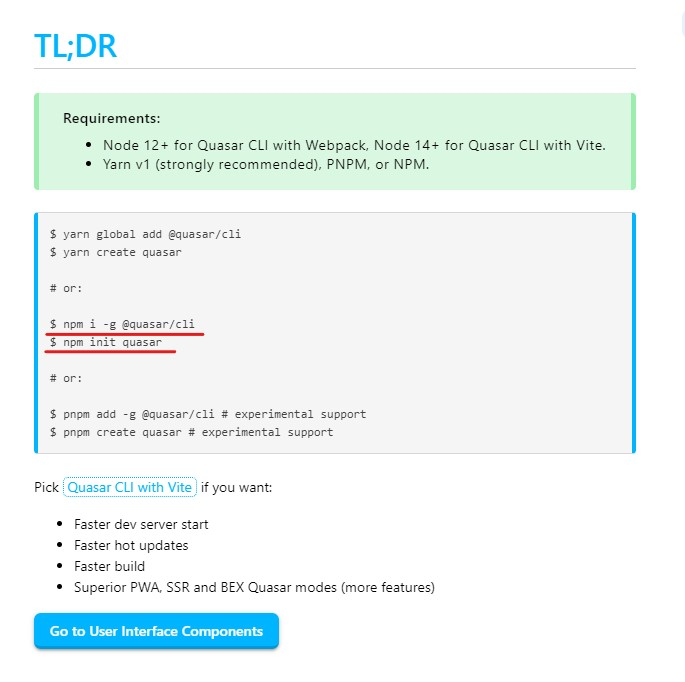 TL;DR
Requirements:
• Node 12+ for Quasar CLI with Webpack, Node 14+ for Quasar CLI with Vite.
• Yarn v1 (strongly recommended), PNPM, or NPM.
$ yarn global add @quasar/cli
$ yarn create quasar
# or:
$ npm i -g @quasar/cli
$ npm init quasar
# or:
$ pnpm add -g @quasar/cli # experimental support
$ pnpm create quasar # experimental support
Pick Quasar CLI with Vite if you want:
• Faster dev server start
• Faster hot updates
• Faster build
• Superior PWA, SSR and BEX Quasar modes (more features)
Go to User Interface Components